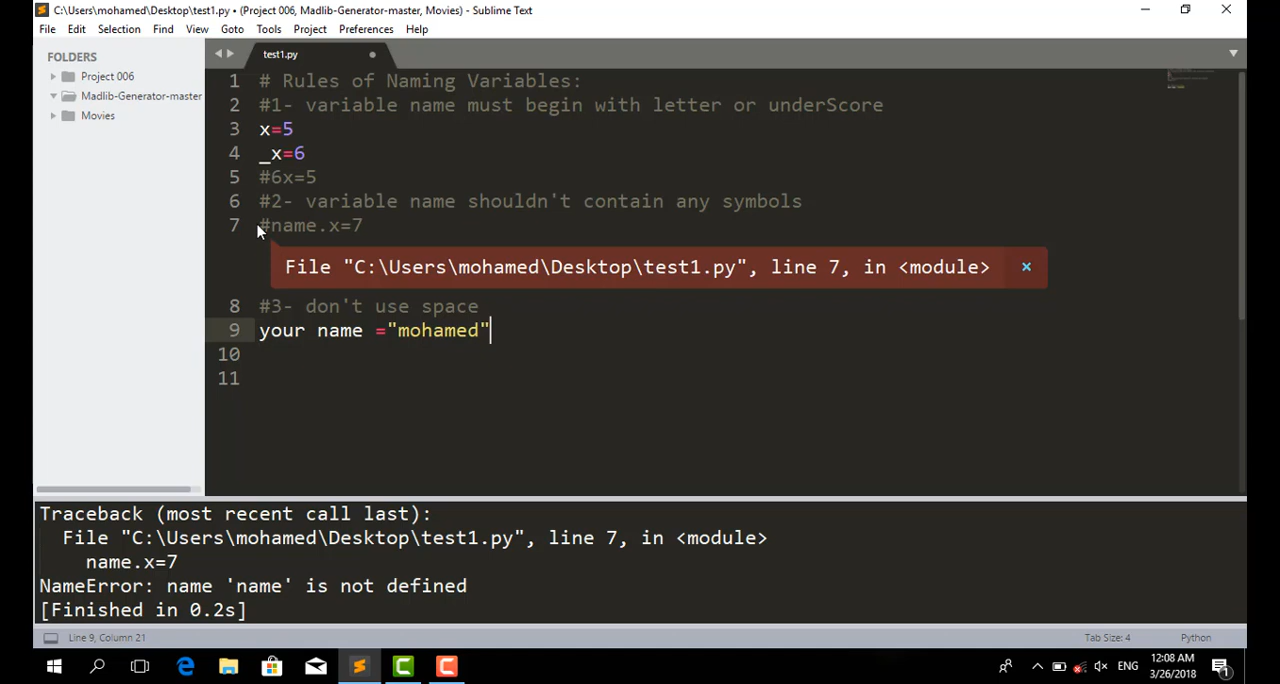 C:\Users\mohamed\Desktop\test1.py • (Project 006, Madlib-Generator-master, Movies) - Sublime Text
File Edit Selection Find View Goto Tools Project Preferences Help
FOLDERS
Project 006
Madlib-Generator-master
Movies
test1.py
1 # Rules of Naming Variables:
2 #1- variable name must begin with letter or underScore
3 x=5
4 _x=6
5 #6x=5
6 #2- variable name shouldn't contain any symbols
7 #name.x=7
File "C:\Users\mohamed\Desktop\test1.py", line 7, in <module> ×
8 #3- don't use space
9 your name ="mohamed"
10
11
Traceback (most recent call last):
File "C:\Users\mohamed\Desktop\test1.py", line 7, in <module>
name.x=7
NameError: name 'name' is not defined
[Finished in 0.2s]
Line 9, Column 21 Tab Size: 4 Python
ENG 12:08 AM
3/26/2018
1